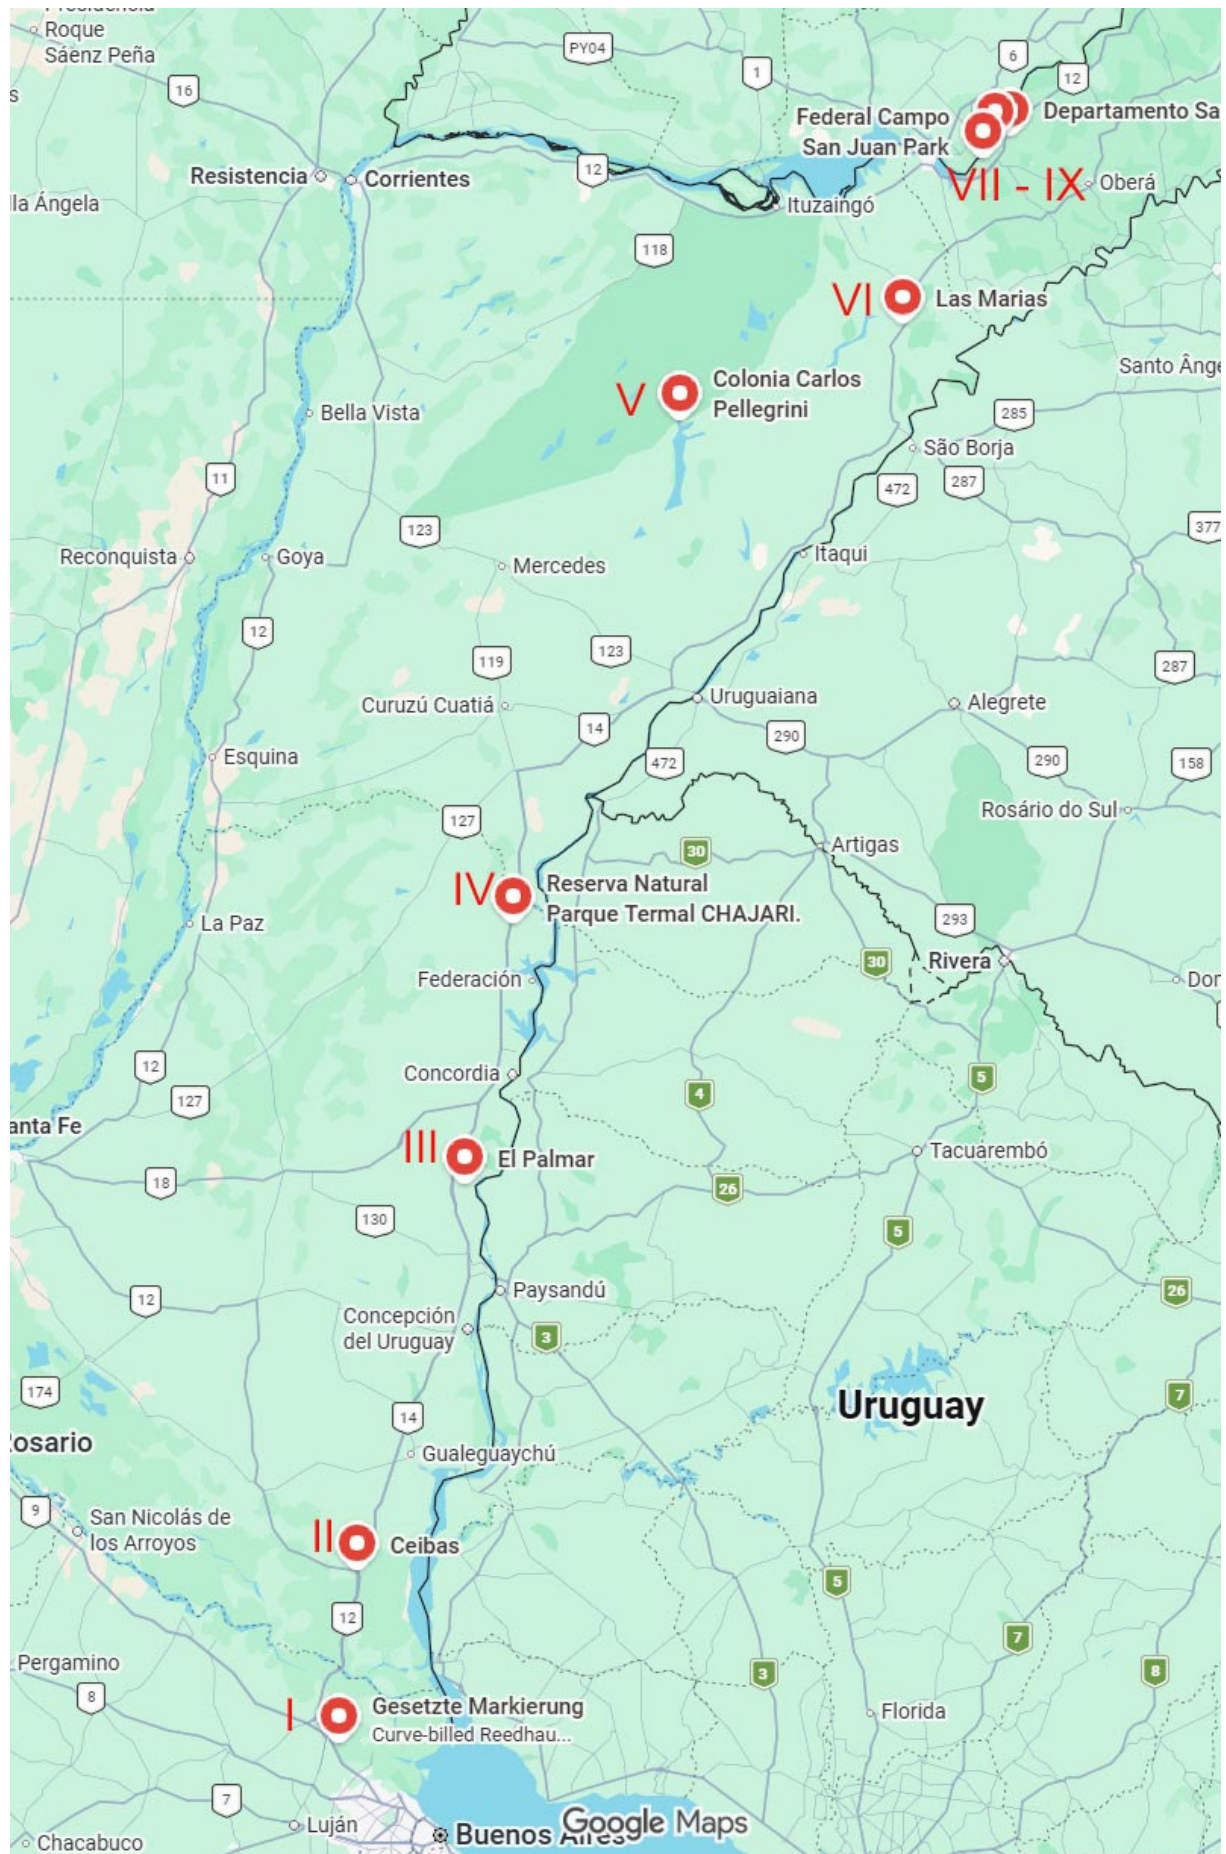 Roque
Sáenz Peña
PY04
6
16
1
12
Federal Campo
San Juan Park
Departamento Sa
Resistencia
Corrientes
12
VII - IX
Oberá
lla Ángela
Ituzaingó
118
VI
Las Marias
Santo Ânge
V
Colonia Carlos
Pellegrini
Bella Vista
285
São Borja
11
472
287
123
377
Reconquista
Goya
Mercedes
Itaqui
12
119
123
287
Curuzú Cuatiá
Uruguaiana
Alegrete
14
290
Esquina
472
290
158
127
Rosário do Sul
30
Artigas
IV
Reserva Natural
Parque Termal CHAJARI.
La Paz
293
30
Rivera
Federación
Don
12
Concordia
5
127
4
anta Fe
III
El Palmar
Tacuarembó
18
26
130
5
12
Paysandú
26
Concepción
del Uruguay
3
174
14
Uruguay
7
Rosario
Gualeguaychú
9
San Nicolás de
los Arroyos
II
Ceibas
5
12
7
Pergamino
8
3
8
I
Gesetzte Markierung
Curve-billed Reedhau...
Florida
7
Luján
Buenos Aires
Google Maps
Chacabuco